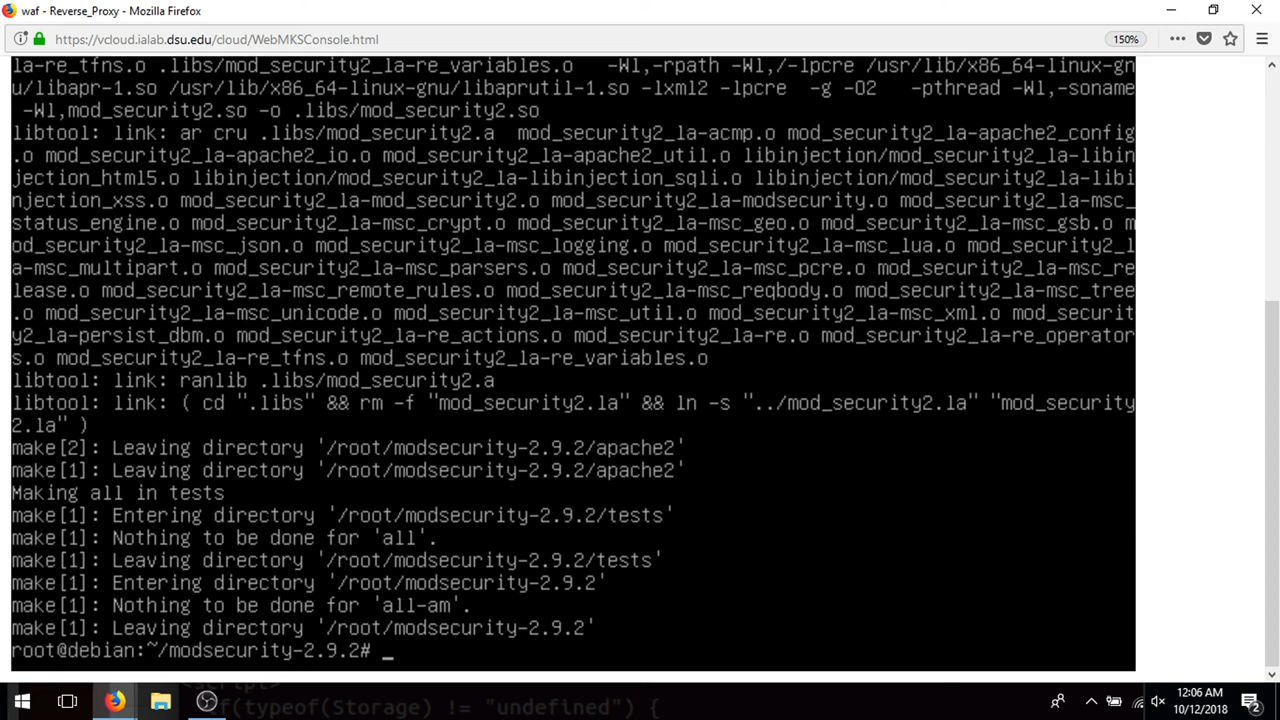 waf - Reverse_Proxy - Mozilla Firefox
https://vcloud.ialab.dsu.edu/cloud/WebMKSConsole.html
150%
la-re_tfns.o .libs/mod_security2_la-re_variables.o   -Wl,-rpath -Wl,/-lpcre /usr/lib/x86_64-linux-gn
u/libapr-1.so /usr/lib/x86_64-linux-gnu/libaprutil-1.so -lxml2 -lpcre  -g -O2   -pthread -Wl,-soname
 -Wl,mod_security2.so -o .libs/mod_security2.so
libtool: link: ar cru .libs/mod_security2.a  mod_security2_la-acmp.o mod_security2_la-apache2_config
.o mod_security2_la-apache2_io.o mod_security2_la-apache2_util.o libinjection/mod_security2_la-libin
jection_html5.o libinjection/mod_security2_la-libinjection_sqli.o libinjection/mod_security2_la-libi
njection_xss.o mod_security2_la-mod_security2.o mod_security2_la-modsecurity.o mod_security2_la-msc_
status_engine.o mod_security2_la-msc_crypt.o mod_security2_la-msc_geo.o mod_security2_la-msc_gsb.o m
od_security2_la-msc_json.o mod_security2_la-msc_logging.o mod_security2_la-msc_lua.o mod_security2_l
a-msc_multipart.o mod_security2_la-msc_parsers.o mod_security2_la-msc_pcre.o mod_security2_la-msc_re
lease.o mod_security2_la-msc_remote_rules.o mod_security2_la-msc_reqbody.o mod_security2_la-msc_tree
.o mod_security2_la-msc_unicode.o mod_security2_la-msc_util.o mod_security2_la-msc_xml.o mod_securit
y2_la-persist_dbm.o mod_security2_la-re_actions.o mod_security2_la-re.o mod_security2_la-re_operator
s.o mod_security2_la-re_tfns.o mod_security2_la-re_variables.o
libtool: link: ranlib .libs/mod_security2.a
libtool: link: ( cd ".libs" && rm -f "mod_security2.la" && ln -s "../mod_security2.la" "mod_security
2.la" )
make[2]: Leaving directory '/root/modsecurity-2.9.2/apache2'
make[1]: Leaving directory '/root/modsecurity-2.9.2/apache2'
Making all in tests
make[1]: Entering directory '/root/modsecurity-2.9.2/tests'
make[1]: Nothing to be done for 'all'.
make[1]: Leaving directory '/root/modsecurity-2.9.2/tests'
make[1]: Entering directory '/root/modsecurity-2.9.2'
make[1]: Nothing to be done for 'all-am'.
make[1]: Leaving directory '/root/modsecurity-2.9.2'
root@debian:~/modsecurity-2.9.2# _
<script>
if(typeof(Storage) != "undefined") {
12:06 AM
10/12/2018
2